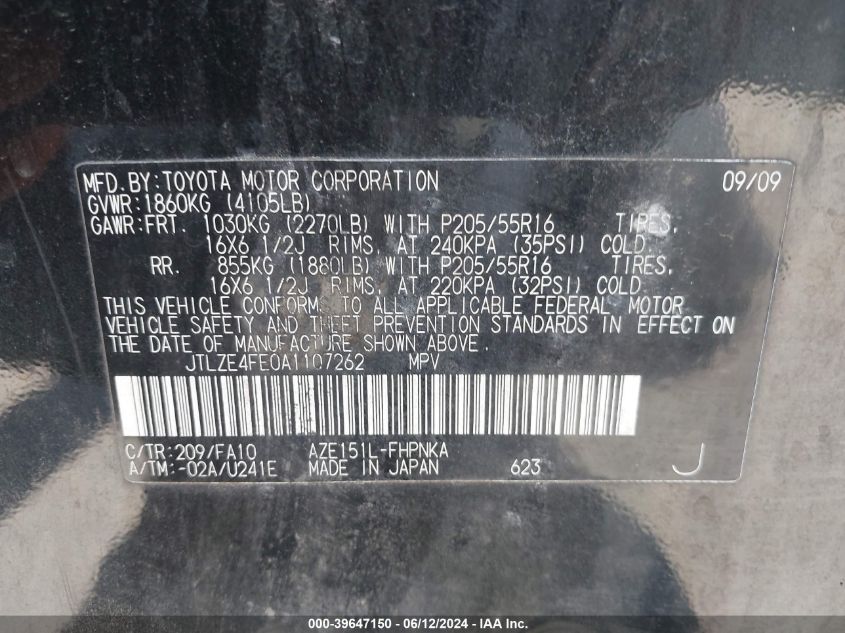 MFD.BY:TOYOTA MOTOR CORPORATION 09/09
GVWR:1860KG (4105LB)
GAWR:FRT. 1030KG (2270LB) WITH P205/55R16 TIRES,
16X6 1/2J RIMS, AT 240KPA (35PSI) COLD.
RR. 855KG (1880LB) WITH P205/55R16 TIRES,
16X6 1/2J RIMS, AT 220KPA (32PSI) COLD.
THIS VEHICLE CONFORMS TO ALL APPLICABLE FEDERAL MOTOR
VEHICLE SAFETY AND THEFT PREVENTION STANDARDS IN EFFECT ON
THE DATE OF MANUFACTURE SHOWN ABOVE.
JTLZE4FE0A1107262 MPV
C/TR:209/FA10 AZE151L-FHPNKA
A/TM:-02A/U241E MADE IN JAPAN 623 J
000-39647150 - 06/12/2024 - IAA Inc.